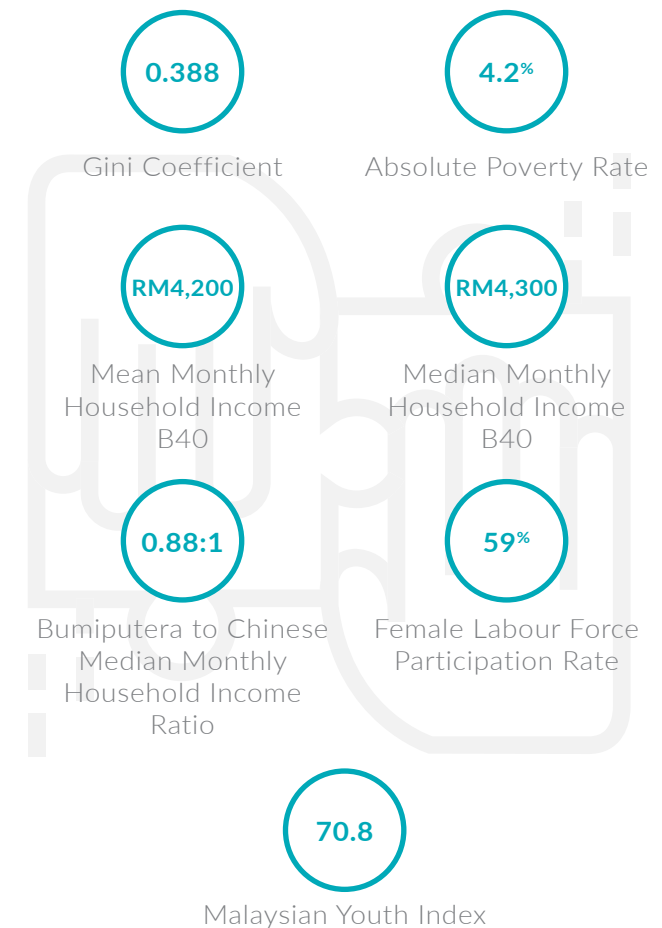 0.388
Gini Coefficient
4.2%
Absolute Poverty Rate
RM4,200
Mean Monthly
Household Income
B40
RM4,300
Median Monthly
Household Income
B40
0.88:1
Bumiputera to Chinese
Median Monthly
Household Income
Ratio
59%
Female Labour Force
Participation Rate
70.8
Malaysian Youth Index